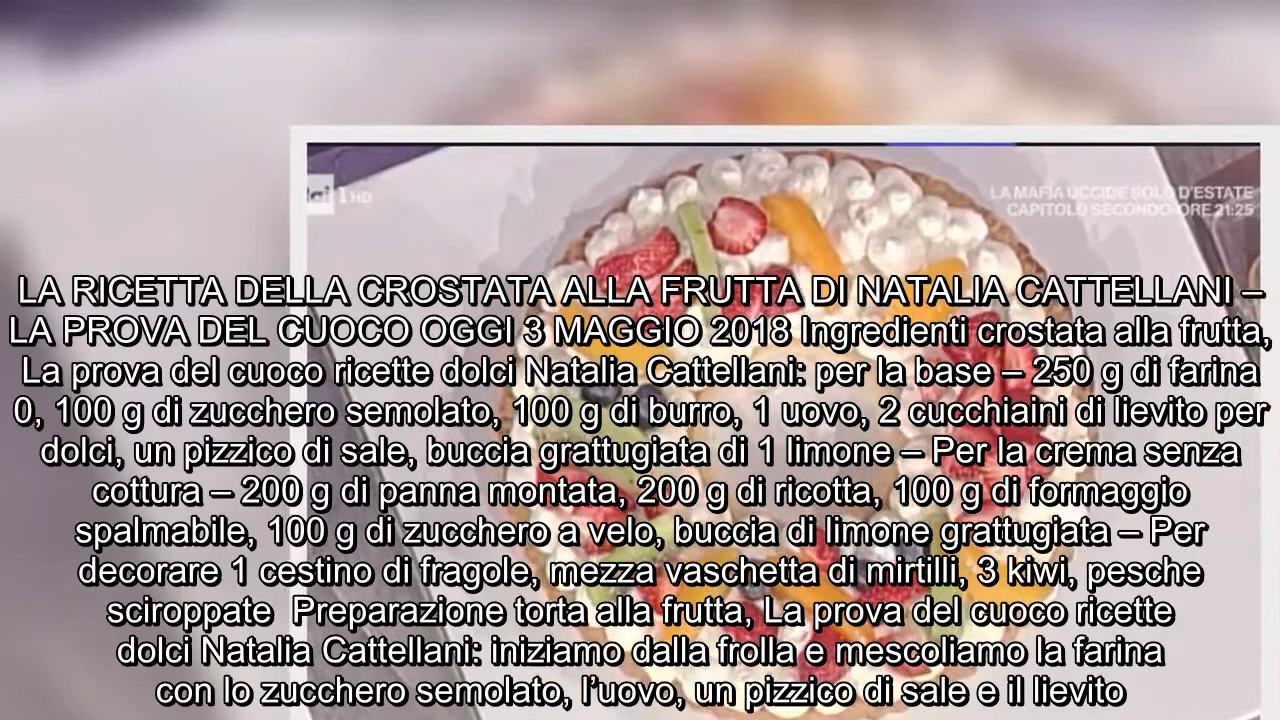 Rai 1 HD
LA MAFIA UCCIDE SOLO D'ESTATE
CAPITOLO SECONDO ORE 21:25
LA RICETTA DELLA CROSTATA ALLA FRUTTA DI NATALIA CATTELLANI –
LA PROVA DEL CUOCO OGGI 3 MAGGIO 2018 Ingredienti crostata alla frutta,
La prova del cuoco ricette dolci Natalia Cattellani: per la base – 250 g di farina
0, 100 g di zucchero semolato, 100 g di burro, 1 uovo, 2 cucchiaini di lievito per
dolci, un pizzico di sale, buccia grattugiata di 1 limone – Per la crema senza
cottura – 200 g di panna montata, 200 g di ricotta, 100 g di formaggio
spalmabile, 100 g di zucchero a velo, buccia di limone grattugiata – Per
decorare 1 cestino di fragole, mezza vaschetta di mirtilli, 3 kiwi, pesche
sciroppate  Preparazione torta alla frutta, La prova del cuoco ricette
dolci Natalia Cattellani: iniziamo dalla frolla e mescoliamo la farina
con lo zucchero semolato, l'uovo, un pizzico di sale e il lievito